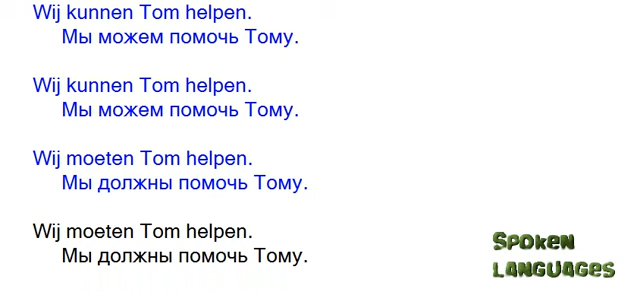 Wij kunnen Tom helpen.
Мы можем помочь Тому.
Wij kunnen Tom helpen.
Мы можем помочь Тому.
Wij moeten Tom helpen.
Мы должны помочь Тому.
Wij moeten Tom helpen.
Мы должны помочь Тому.
Spoken
Languages